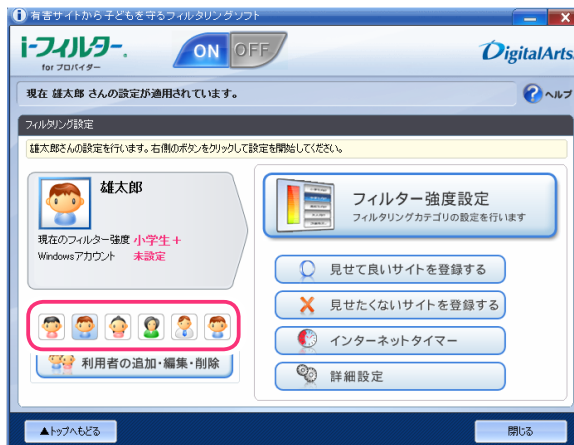 有害サイトから子どもを守るフィルタリングソフト
i-フィルター®
for プロバイダー
ON OFF
DigitalArts®
現在 雄太郎 さんの設定が適用されています。
ヘルプ
フィルタリング設定
雄太郎さんの設定を行います。右側のボタンをクリックして設定を開始してください。
雄太郎
現在のフィルター強度 小学生+
Windowsアカウント 未設定
利用者の追加・編集・削除
フィルター強度設定
フィルタリングカテゴリの設定を行います
見せて良いサイトを登録する
見せたくないサイトを登録する
インターネットタイマー
詳細設定
▲トップへもどる
閉じる